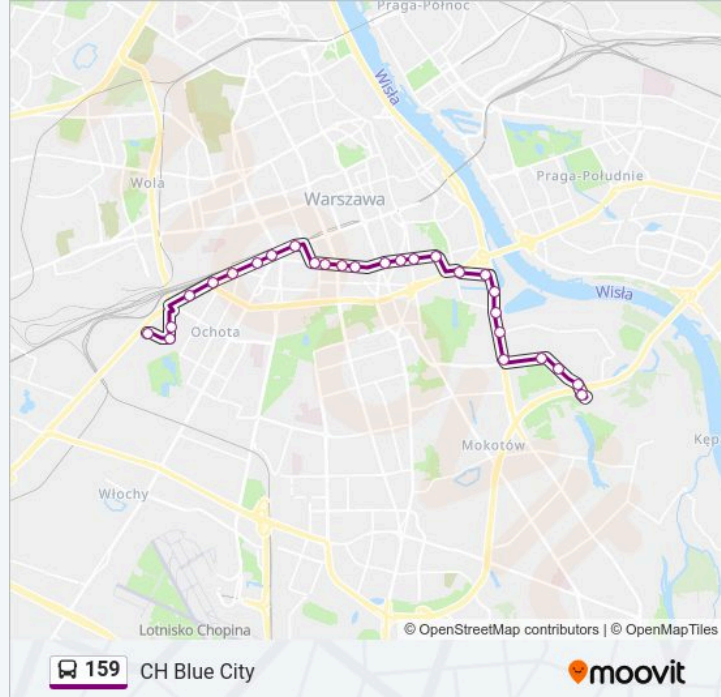 Praga-Północ
Wisła
Wola
Praga-Południe
Warszawa
Wisła
Ochota
Mokotów
Kęp
Włochy
Lotnisko Chopina
© OpenStreetMap contributors | © OpenMapTiles
159 CH Blue City
moovit